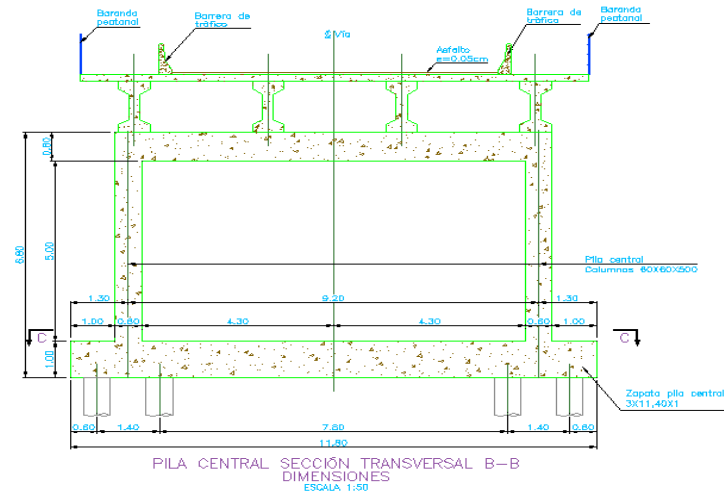 Baranda
peatonal
Barrera de
tráfico
Vía
Asfalto
e=0.05cm
Barrera de
tráfico
Baranda
peatonal
0.80
6.80
5.00
Pila central
Columnas 60X60X500
1.30
9.20
1.30
1.00
0.60
4.30
4.30
0.60
1.00
C
C
1.00
Zapata pila central
3X11,40X1
0.60
1.40
7.80
1.40
0.60
11.80
PILA CENTRAL SECCIÓN TRANSVERSAL B-B
DIMENSIONES
ESCALA 1:50